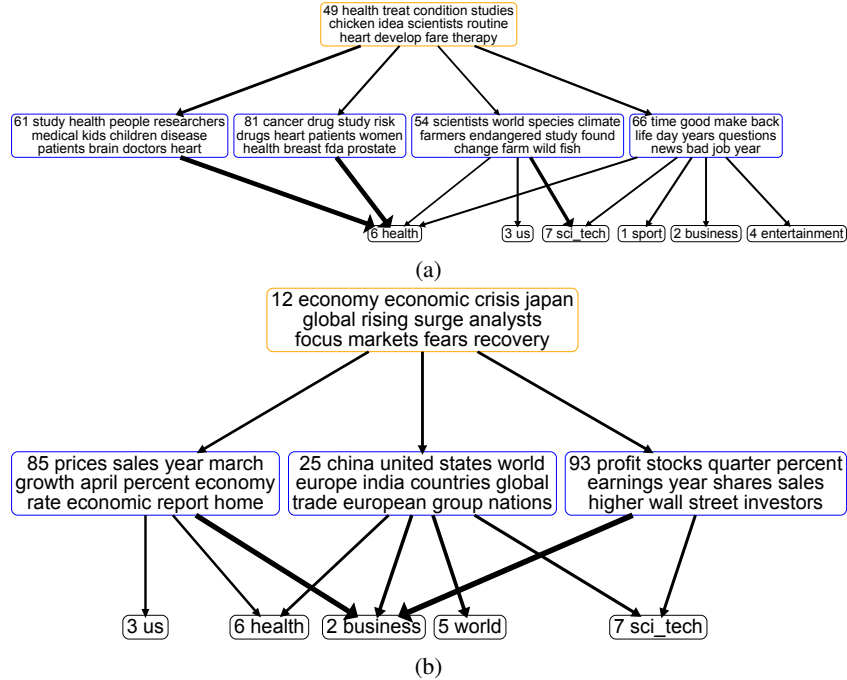 49 health treat condition studies
chicken idea scientists routine
heart develop fare therapy
61 study health people researchers
medical kids children disease
patients brain doctors heart
81 cancer drug study risk
drugs heart patients women
health breast fda prostate
54 scientists world species climate
farmers endangered study found
change farm wild fish
66 time good make back
life day years questions
news bad job year
6 health
3 us
7 sci_tech
1 sport
2 business
4 entertainment
(a)
12 economy economic crisis japan
global rising surge analysts
focus markets fears recovery
85 prices sales year march
growth april percent economy
rate economic report home
25 china united states world
europe india countries global
trade european group nations
93 profit stocks quarter percent
earnings year shares sales
higher wall street investors
3 us
6 health
2 business
5 world
7 sci_tech
(b)